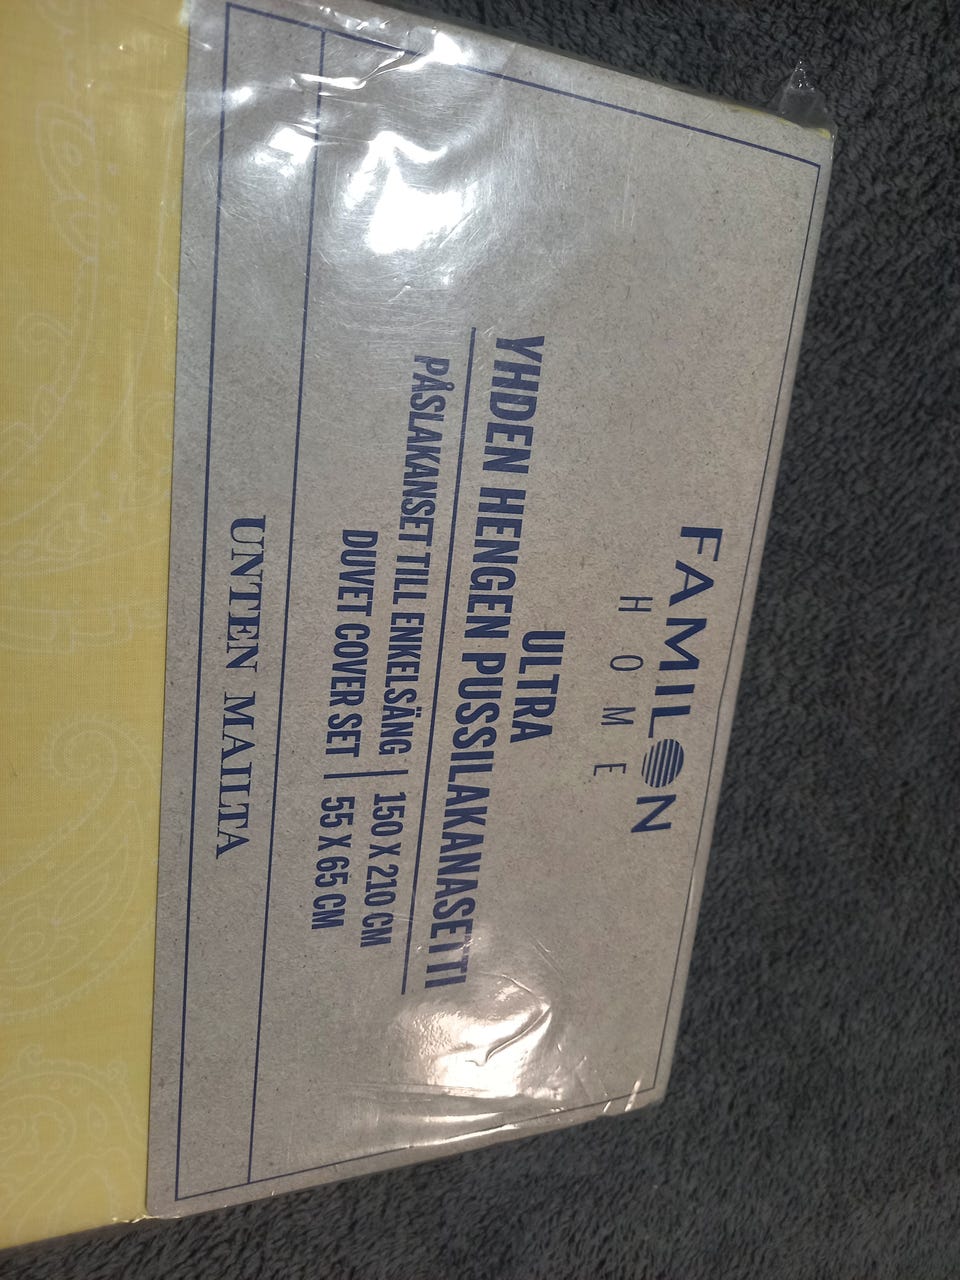 FAMILON
HOME
ULTRA
YHDEN HENGEN PUSSILAKANASETTI
PÅSLAKANSET TILL ENKELSÄNG | 150 X 210 CM
DUVET COVER SET | 55 X 65 CM
UNTEN MAILTA